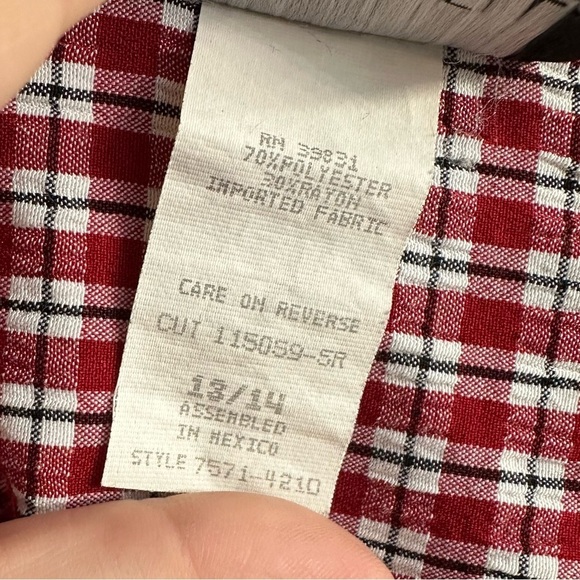 RN 39831
70%POLYESTER
30%RAYON
IMPORTED FABRIC
CARE ON REVERSE
CUT 115059-SR
13/14
ASSEMBLED
IN MEXICO
STYLE 7571-4210